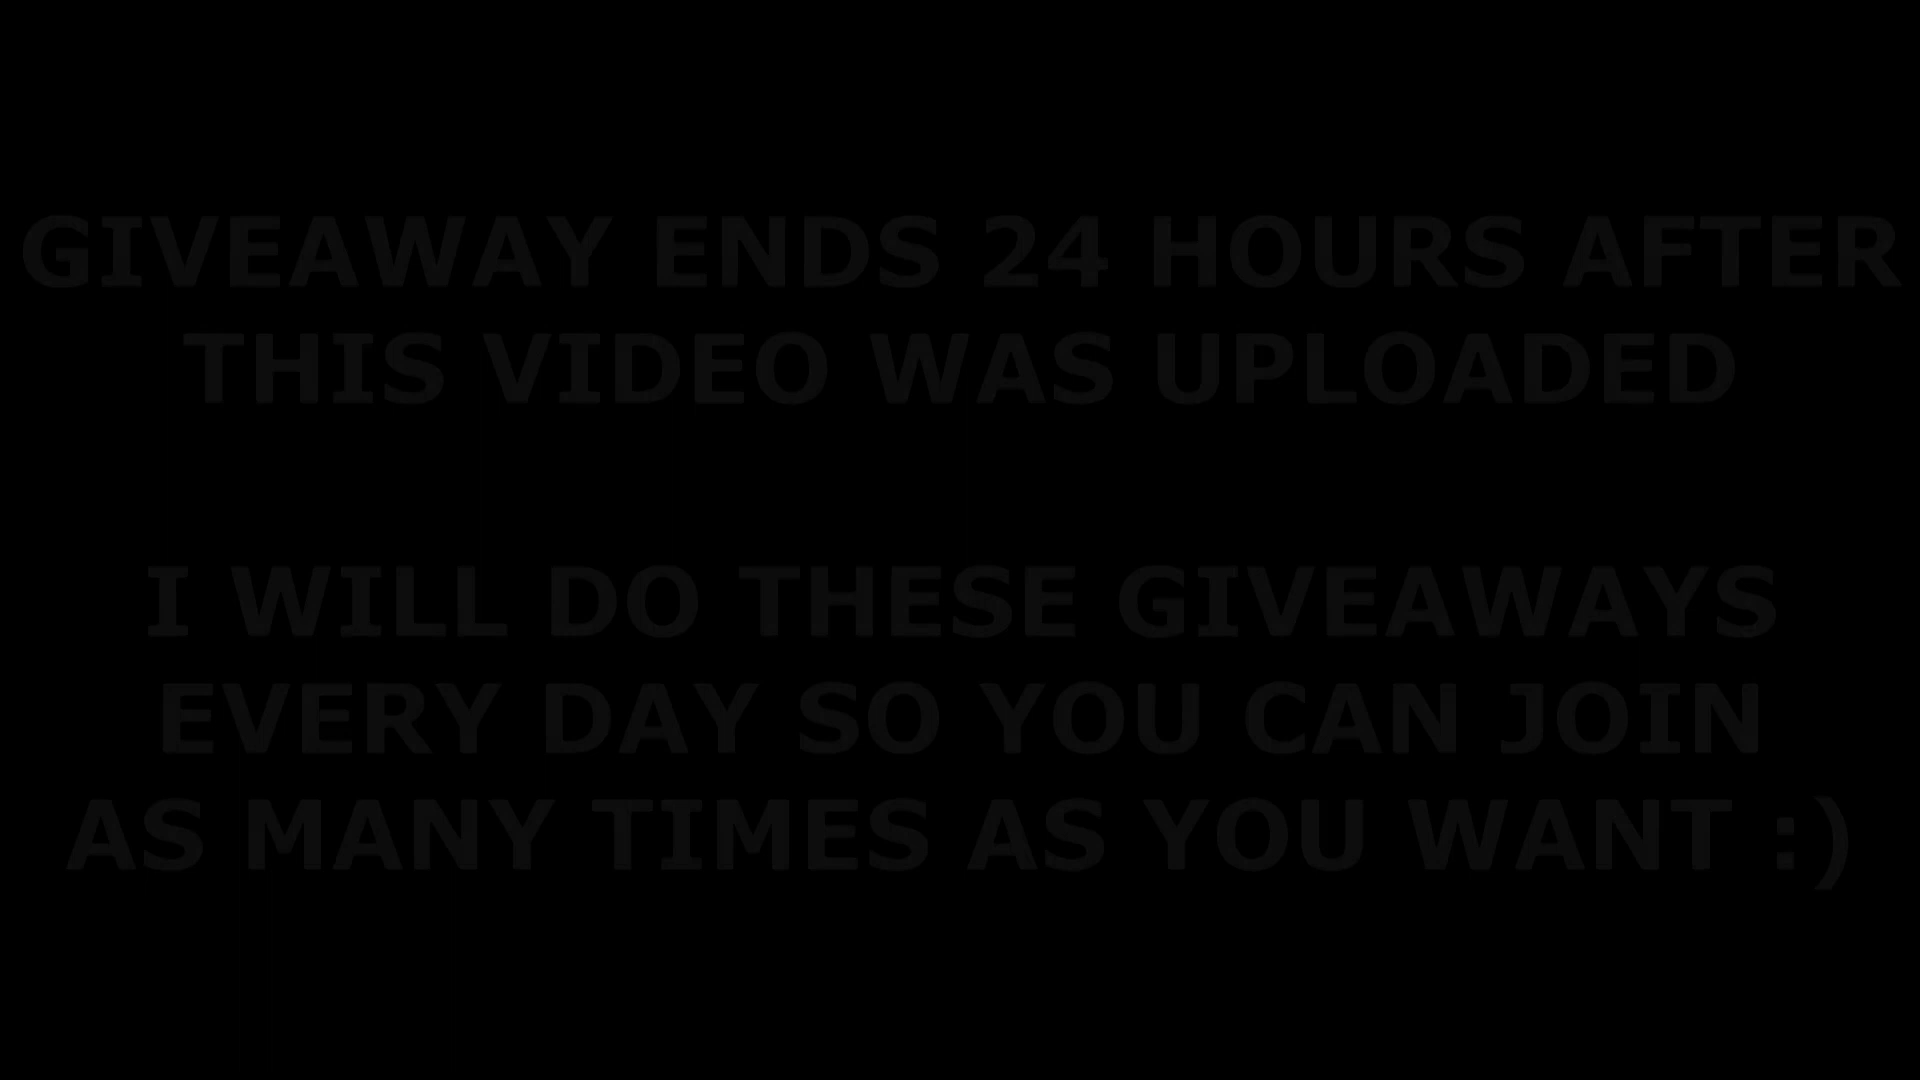 GIVEAWAY ENDS 24 HOURS AFTER
THIS VIDEO WAS UPLOADED
I WILL DO THESE GIVEAWAYS
EVERY DAY SO YOU CAN JOIN
AS MANY TIMES AS YOU WANT :)